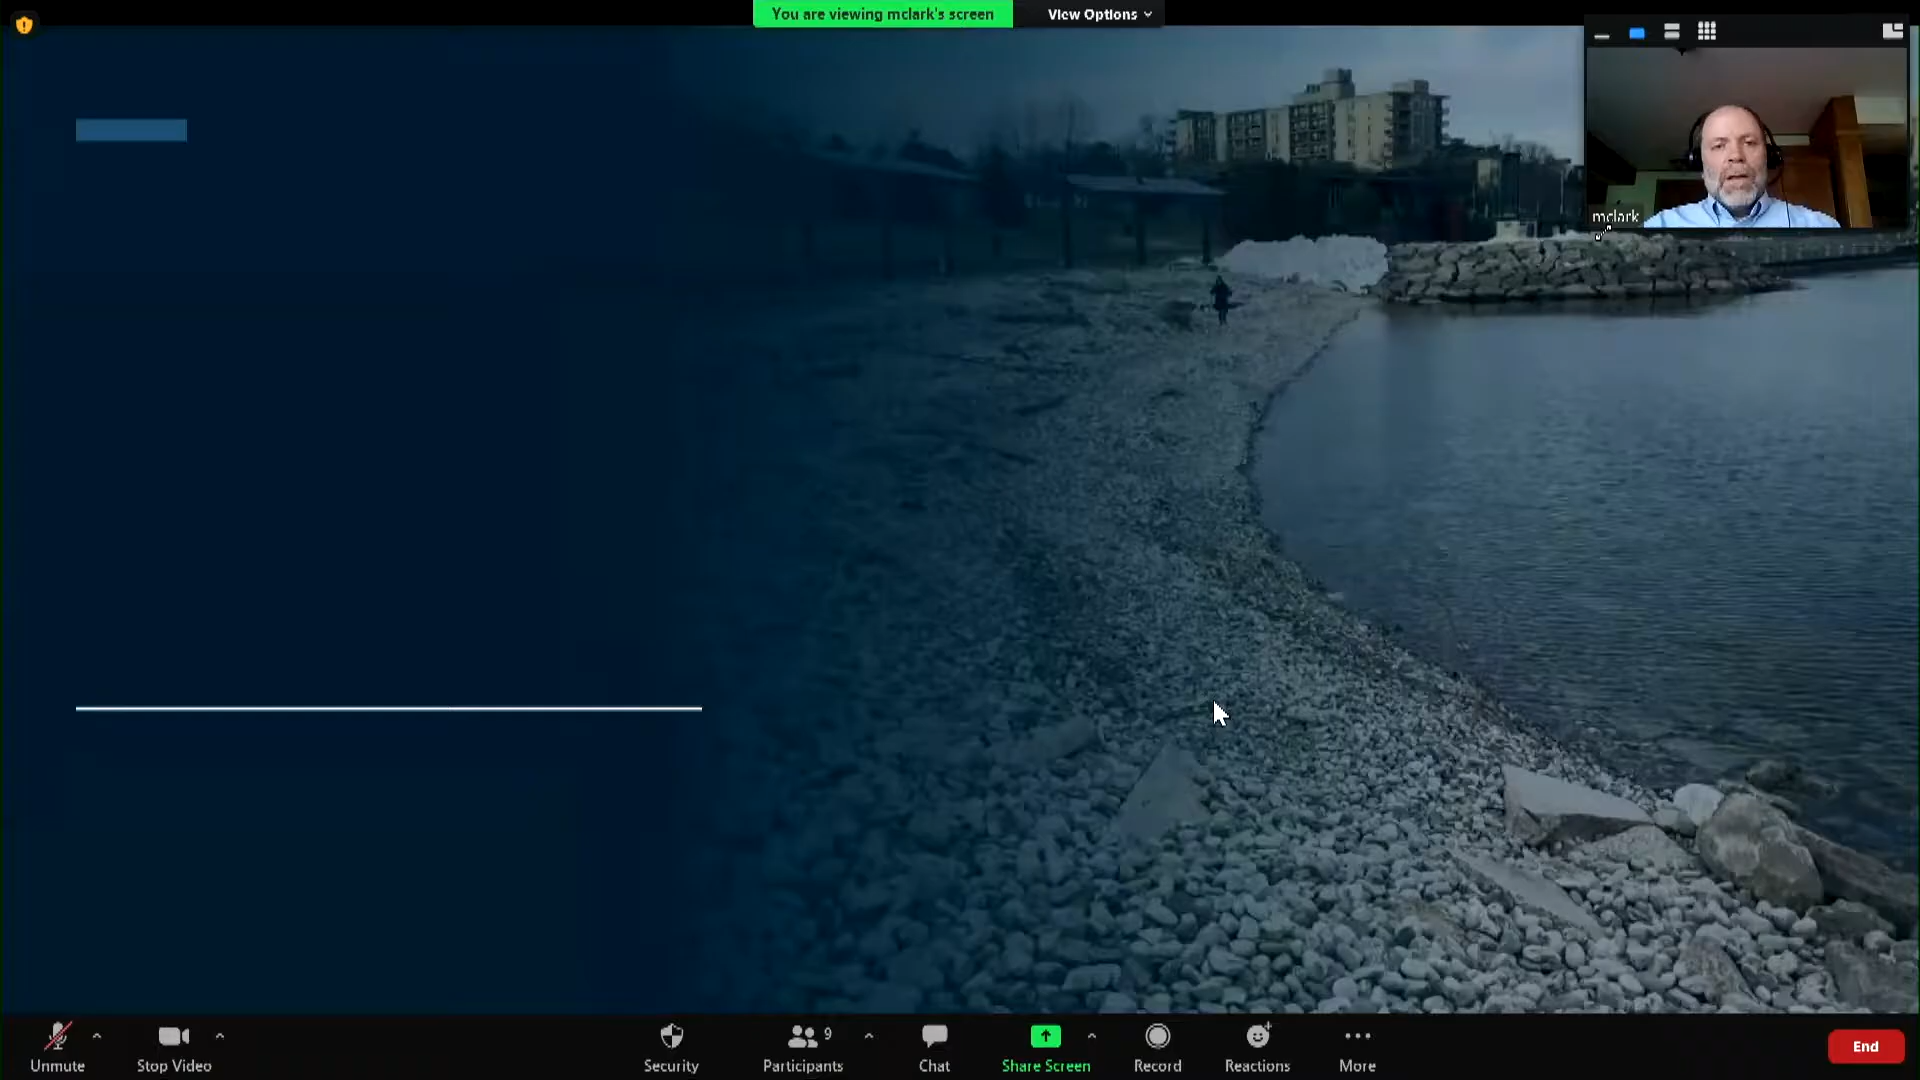 You are viewing mclark's screen
View Options
mclark
Unmute
Stop Video
Security
Participants
9
Chat
Share Screen
Record
Reactions
More
End